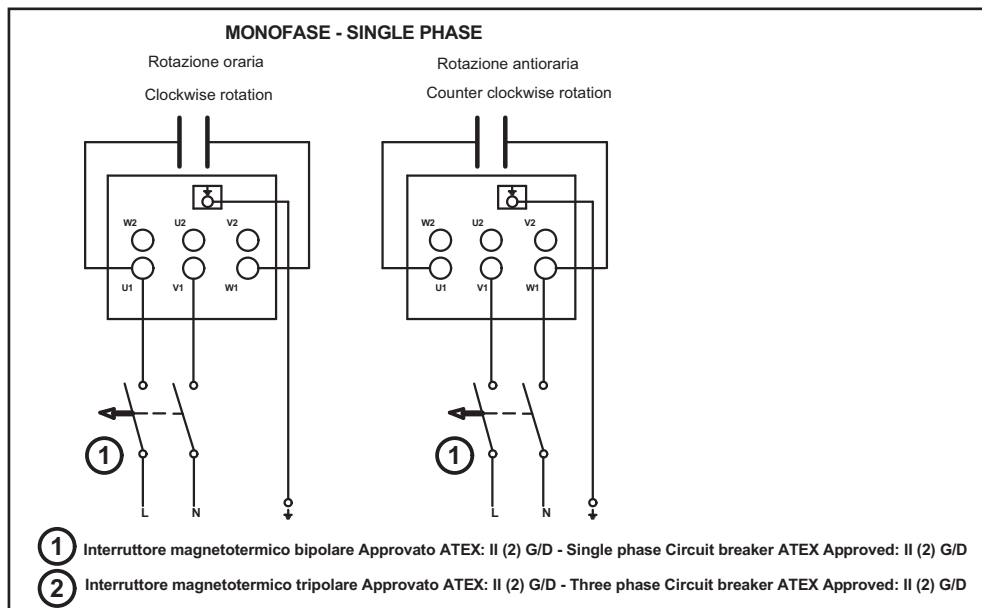 MONOFASE - SINGLE PHASE
Rotazione oraria
Clockwise rotation
Rotazione antioraria
Counter clockwise rotation
W2 U2 V2
U1 V1 W1
W2 U2 V2
U1 V1 W1
1
1
L N
L N
1 Interruttore magnetotermico bipolare Approvato ATEX: II (2) G/D - Single phase Circuit breaker ATEX Approved: II (2) G/D
2 Interruttore magnetotermico tripolare Approvato ATEX: II (2) G/D - Three phase Circuit breaker ATEX Approved: II (2) G/D